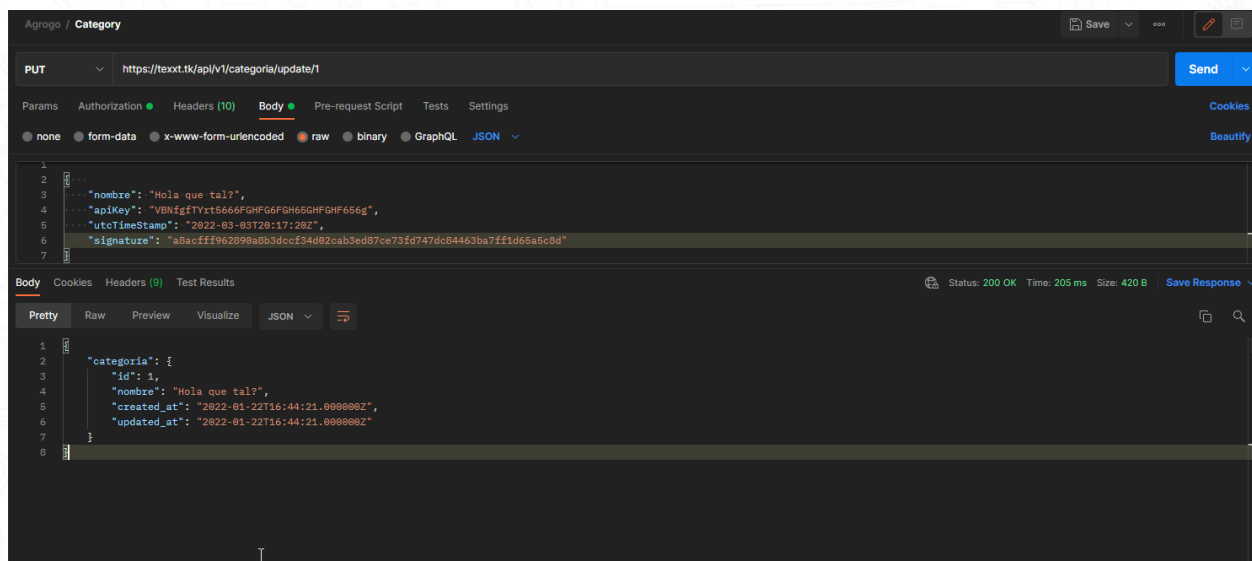 Agrogo / Category
Save
PUT
https://texxt.tk/api/v1/categoria/update/1
Send
Params Authorization Headers (10) Body Pre-request Script Tests Settings
Cookies
none form-data x-www-form-urlencoded raw binary GraphQL JSON
Beautify
1
2 {
3 "nombre": "Hola que tal?",
4 "apiKey": "VBNfgfTYrt5666FGHFG6FGH65GHFGHF656g",
5 "utcTimeStamp": "2022-03-03T20:17:20Z",
6 "signature": "a8acfff962890a8b3dccf34d02cab3ed87ce73fd747dc84463ba7ff1d65a5c8d"
7 }
Body Cookies Headers (9) Test Results
Status: 200 OK Time: 205 ms Size: 420 B Save Response
Pretty Raw Preview Visualize JSON
1 {
2 "categoria": {
3 "id": 1,
4 "nombre": "Hola que tal?",
5 "created_at": "2022-01-22T16:44:21.000000Z",
6 "updated_at": "2022-01-22T16:44:21.000000Z"
7 }
8 }